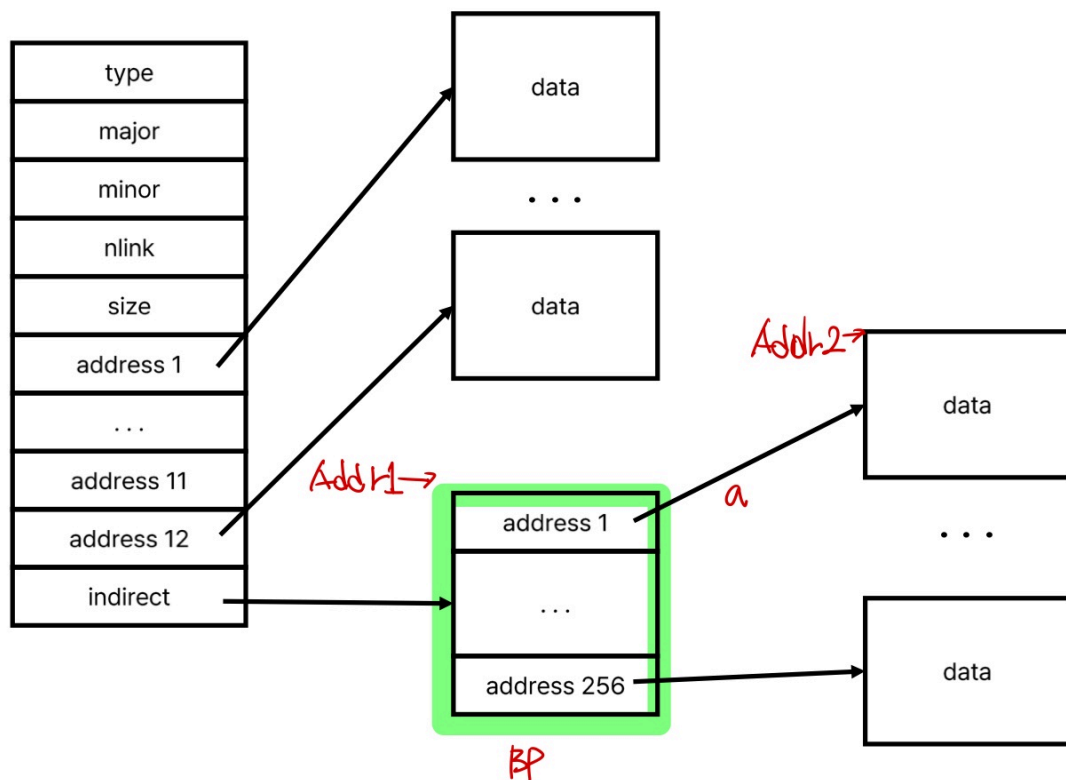 type
major
minor
nlink
size
address 1
...
address 11
address 12
indirect
data
...
data
Addr1→
address 1
...
address 256
BP
a
Addr2→
data
...
data